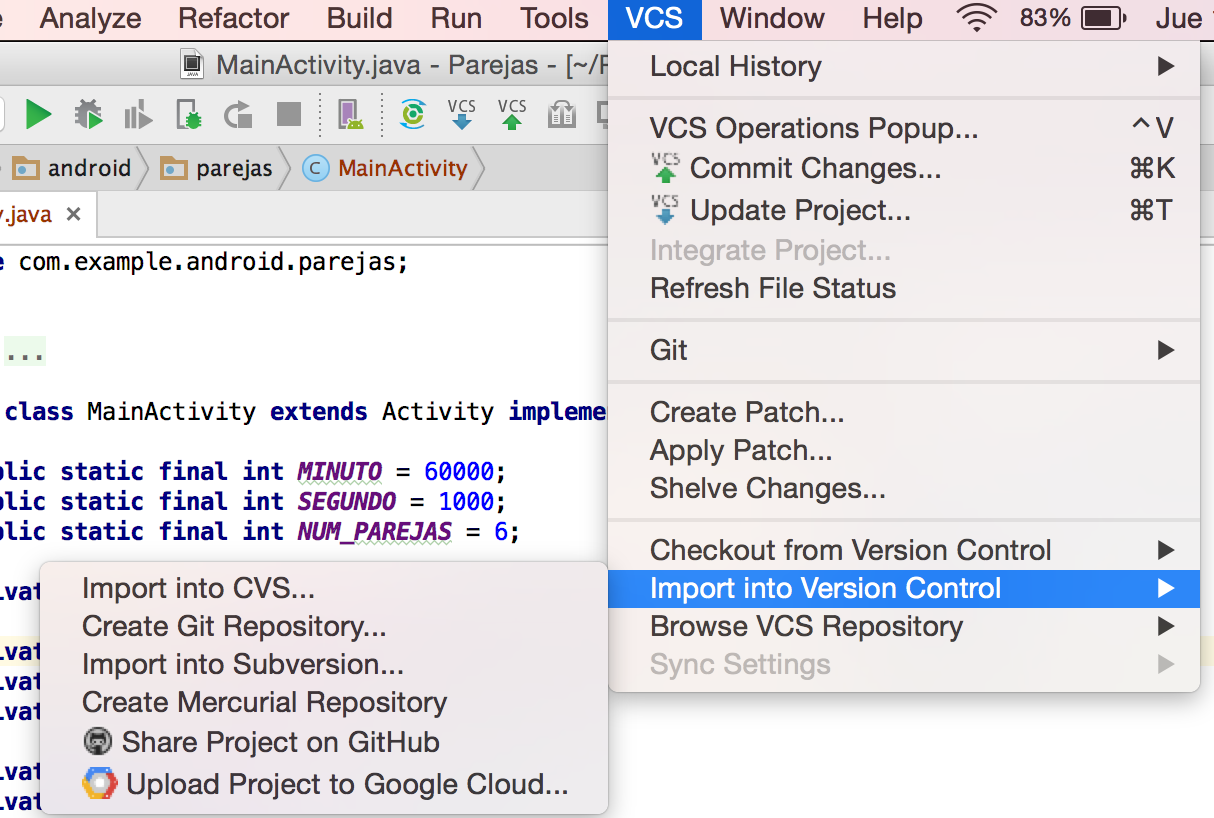 Analyze Refactor Build Run Tools VCS Window Help 83% Jue
MainActivity.java - Parejas - [~/
VCS VCS
android parejas C MainActivity
.java ×
com.example.android.parejas;
...
class MainActivity extends Activity impleme
lic static final int MINUTO = 60000;
lic static final int SEGUNDO = 1000;
lic static final int NUM_PAREJAS = 6;
vat
vat
vat
vat
vat
vat
Local History
VCS Operations Popup... ^V
VCS Commit Changes... ⌘K
VCS Update Project... ⌘T
Integrate Project...
Refresh File Status
Git
Create Patch...
Apply Patch...
Shelve Changes...
Checkout from Version Control
Import into Version Control
Browse VCS Repository
Sync Settings
Import into CVS...
Create Git Repository...
Import into Subversion...
Create Mercurial Repository
Share Project on GitHub
Upload Project to Google Cloud...